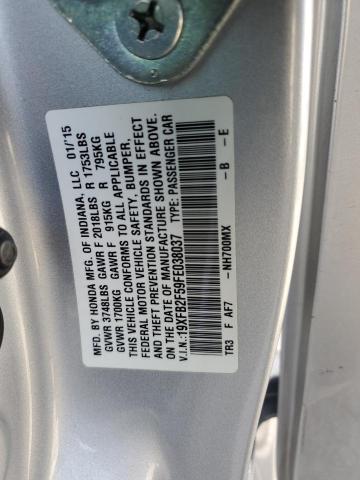 MFD. BY HONDA MFG. OF INDIANA, LLC 01/'15
GVWR 3748LBS GAWR F 2018LBS R 1753LBS
GVWR 1700KG GAWR F 915KG R 795KG
THIS VEHICLE CONFORMS TO ALL APPLICABLE
FEDERAL MOTOR VEHICLE SAFETY, BUMPER,
AND THEFT PREVENTION STANDARDS IN EFFECT
ON THE DATE OF MANUFACTURE SHOWN ABOVE.
V.I.N.:19XFB2F59FE038037 TYPE: PASSENGER CAR
TR3 F AF7 -NH700MX -B -E